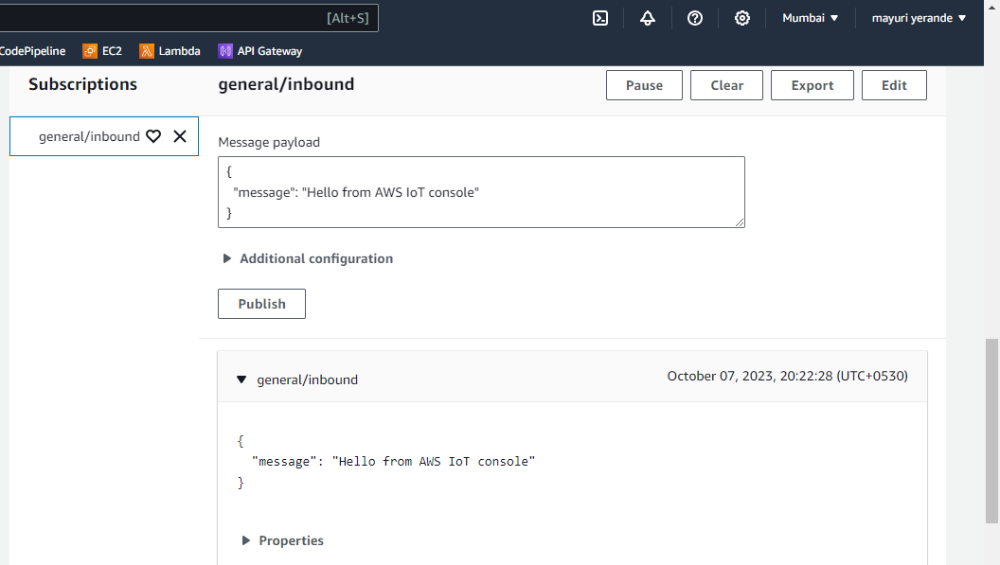 [Alt+S]
Mumbai ▼
mayuri yerande ▼
CodePipeline
EC2
Lambda
API Gateway
Subscriptions
general/inbound
Pause
Clear
Export
Edit
general/inbound
Message payload
{
"message": "Hello from AWS IoT console"
}
Additional configuration
Publish
general/inbound
October 07, 2023, 20:22:28 (UTC+0530)
{
"message": "Hello from AWS IoT console"
}
Properties